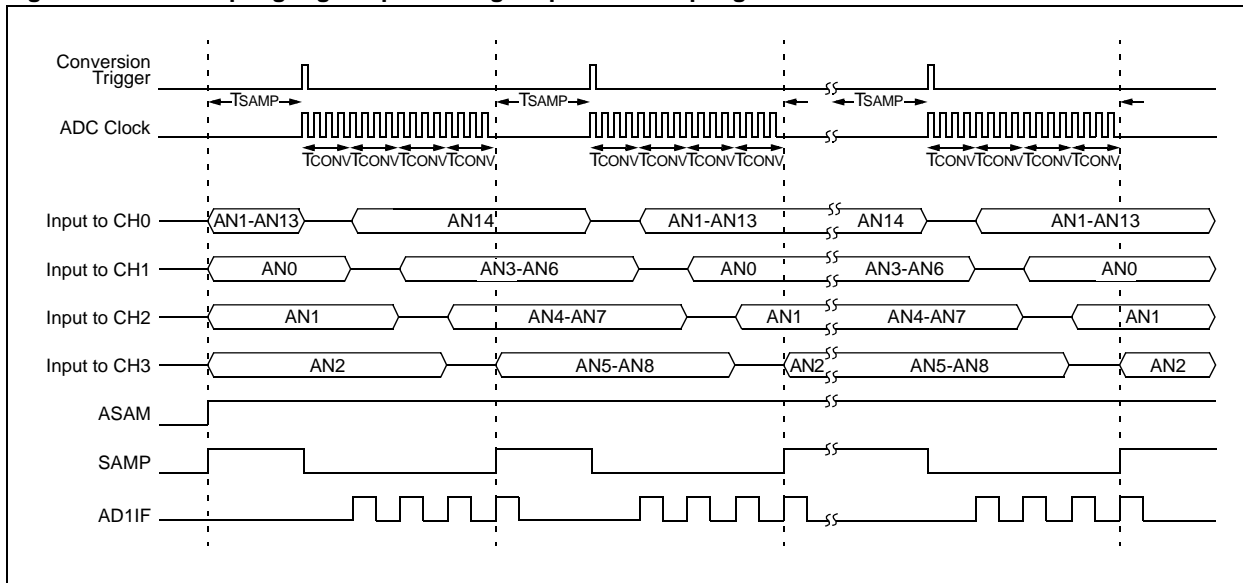 Conversion
Trigger
TSAMP TSAMP TSAMP
ADC Clock
TCONV TCONV TCONV TCONV TCONV TCONV TCONV TCONV TCONV TCONV TCONV TCONV
Input to CH0 AN1-AN13 AN14 AN1-AN13 AN14 AN1-AN13
Input to CH1 AN0 AN3-AN6 AN0 AN3-AN6 AN0
Input to CH2 AN1 AN4-AN7 AN1 AN4-AN7 AN1
Input to CH3 AN2 AN5-AN8 AN2 AN5-AN8 AN2
ASAM
SAMP
AD1IF